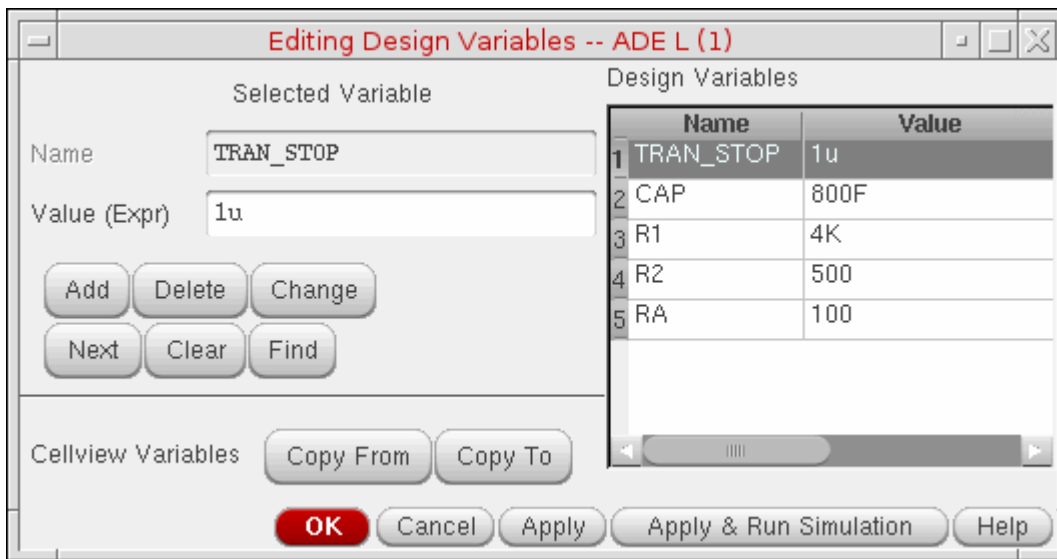 Editing Design Variables -- ADE L (1)
Selected Variable
Name TRAN_STOP
Value (Expr) 1u
Add Delete Change
Next Clear Find
Cellview Variables Copy From Copy To
Design Variables
Name Value
1 TRAN_STOP 1u
2 CAP 800F
3 R1 4K
4 R2 500
5 RA 100
OK Cancel Apply Apply & Run Simulation Help